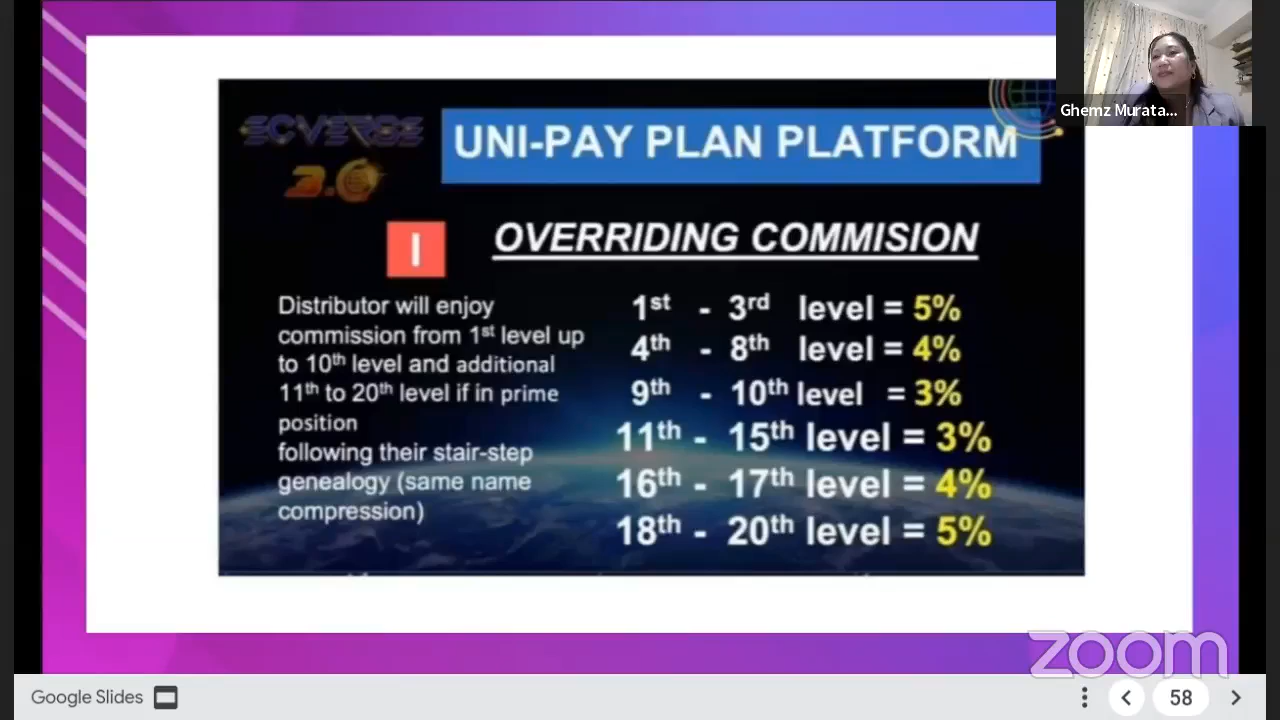 Ghemz Murata...
ECVERSE
3.0
UNI-PAY PLAN PLATFORM
I
OVERRIDING COMMISION
Distributor will enjoy
commission from 1st level up
to 10th level and additional
11th to 20th level if in prime
position
following their stair-step
genealogy (same name
compression)
1st - 3rd level = 5%
4th - 8th level = 4%
9th - 10th level = 3%
11th - 15th level = 3%
16th - 17th level = 4%
18th - 20th level = 5%
zoom
Google Slides
58